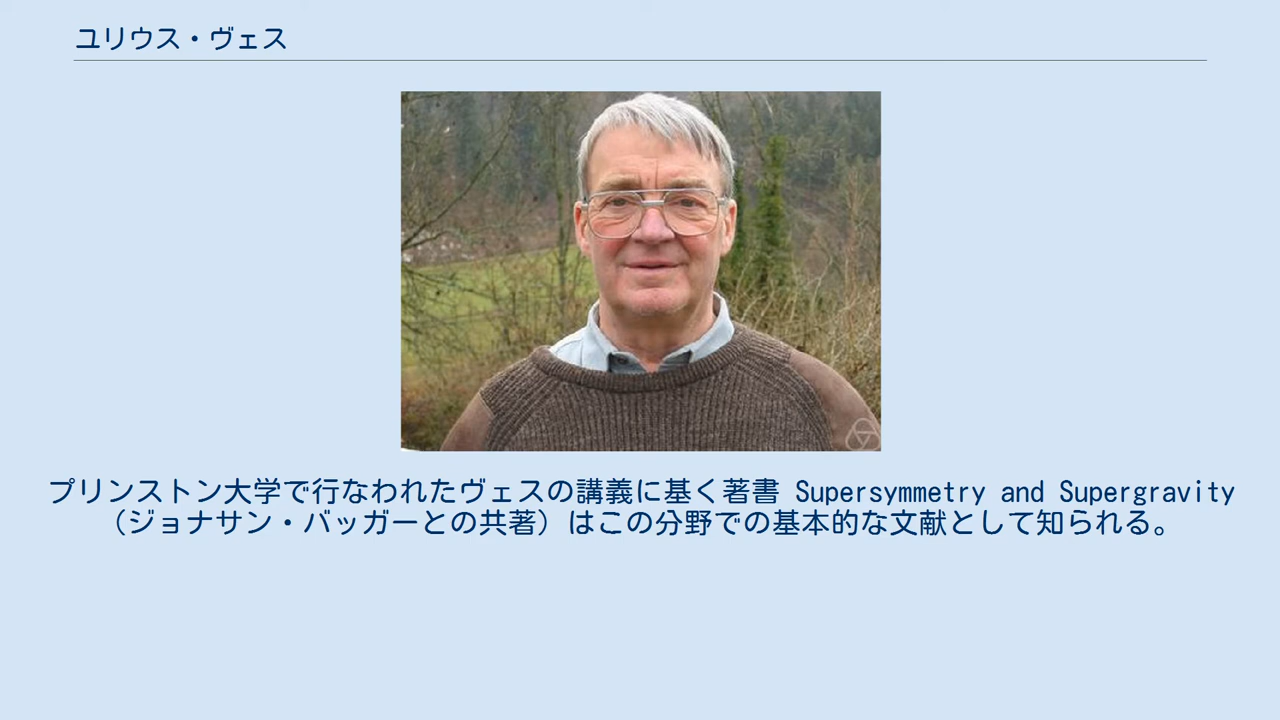 ユリウス・ヴェス
プリンストン大学で行なわれたヴェスの講義に基く著書 Supersymmetry and Supergravity
（ジョナサン・バッガーとの共著）はこの分野での基本的な文献として知られる。